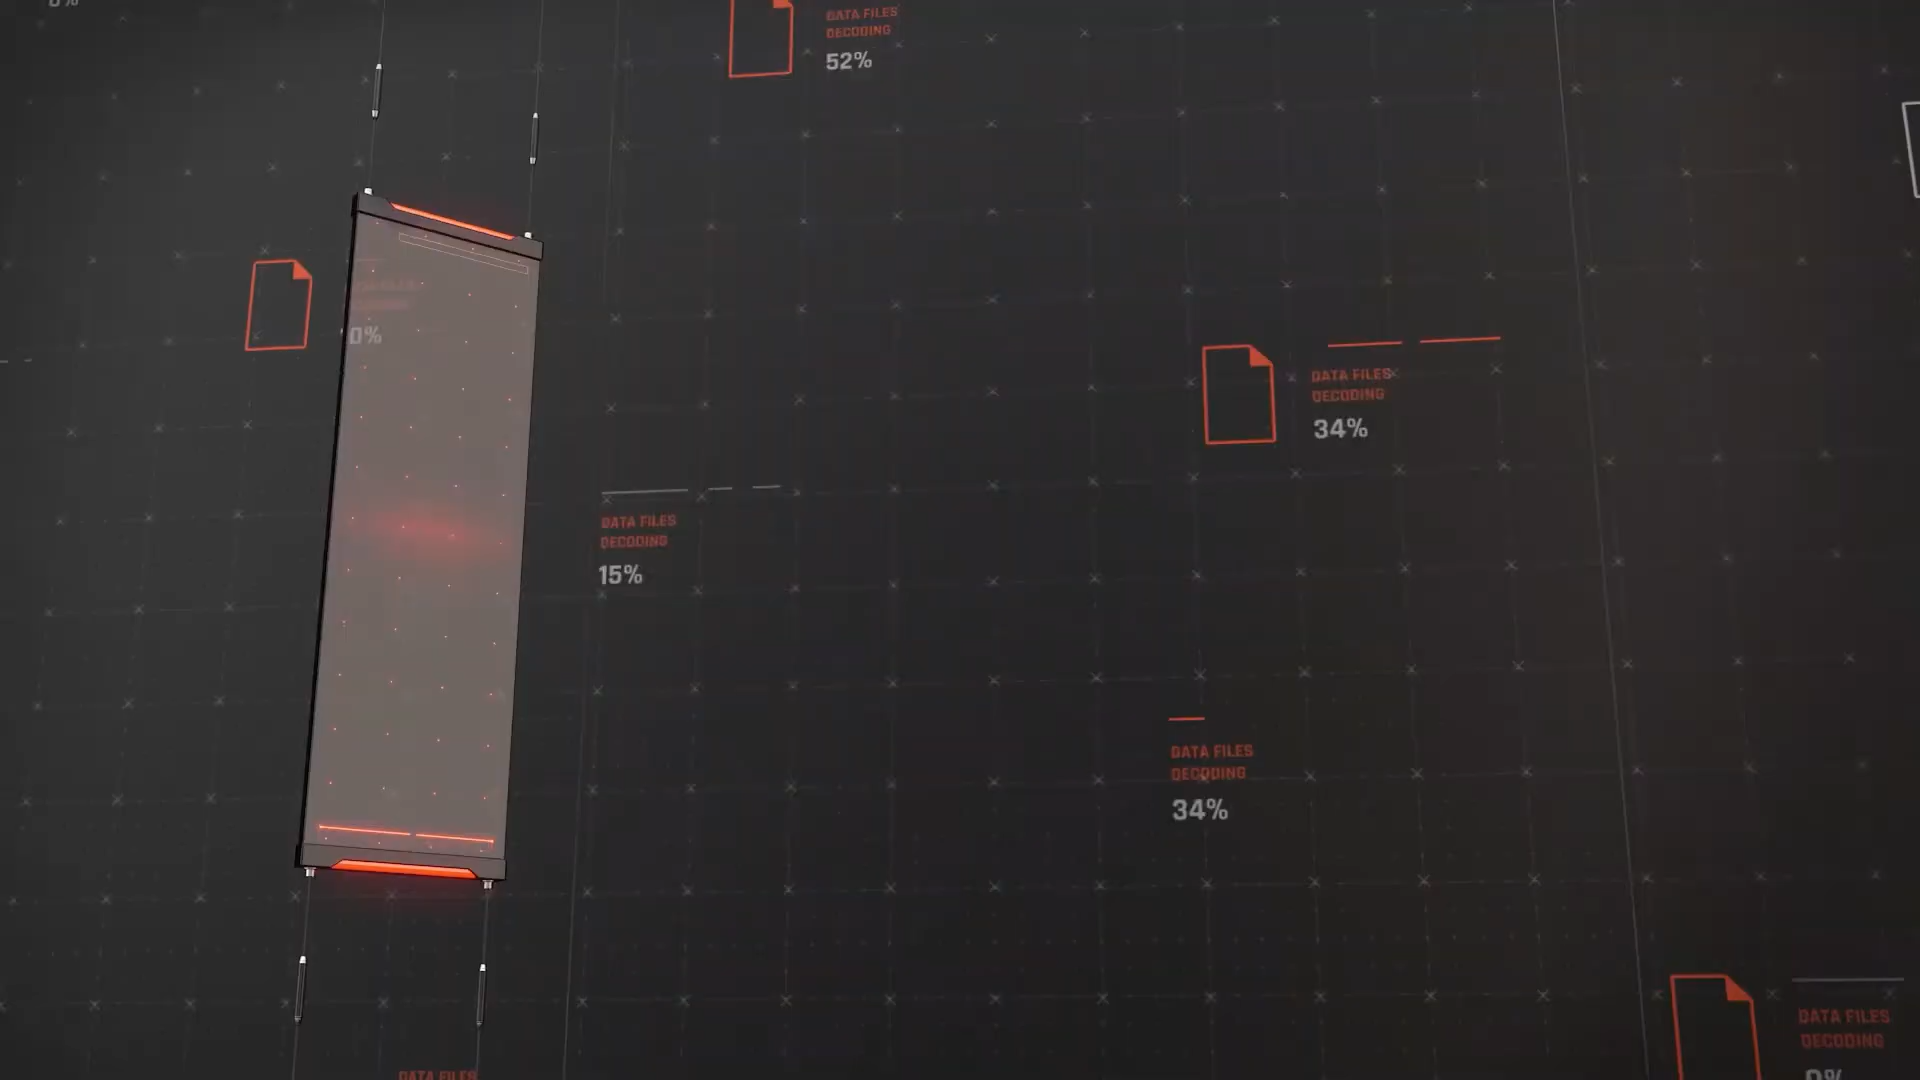 DATA FILES
DECODING
52%
0%
DATA FILES
DECODING
34%
DATA FILES
DECODING
15%
DATA FILES
DECODING
34%
DATA FILES
DECODING
DATA FILES